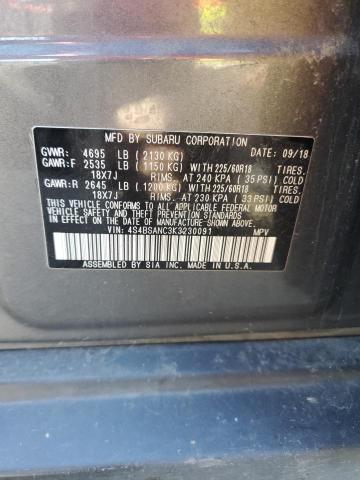 MFD BY SUBARU CORPORATION
GVWR: 4695 LB (2130 KG) DATE: 09/18
GAWR:F 2535 LB (1150 KG) WITH 225/60R18 TIRES.
18X7J RIMS. AT 240 KPA (35 PSI) COLD
GAWR:R 2645 LB (1200 KG) WITH 225/60R18 TIRES.
18X7J RIMS. AT 230 KPA (33 PSI) COLD
THIS VEHICLE CONFORMS TO ALL APPLICABLE FEDERAL MOTOR
VEHICLE SAFETY, BUMPER, AND THEFT PREVENTION STANDARDS
IN EFFECT ON THE DATE OF MANUFACTURE SHOWN ABOVE.
VIN: 4S4BSANC3K3230091 MPV
ASSEMBLED BY SIA INC. IN U.S.A.